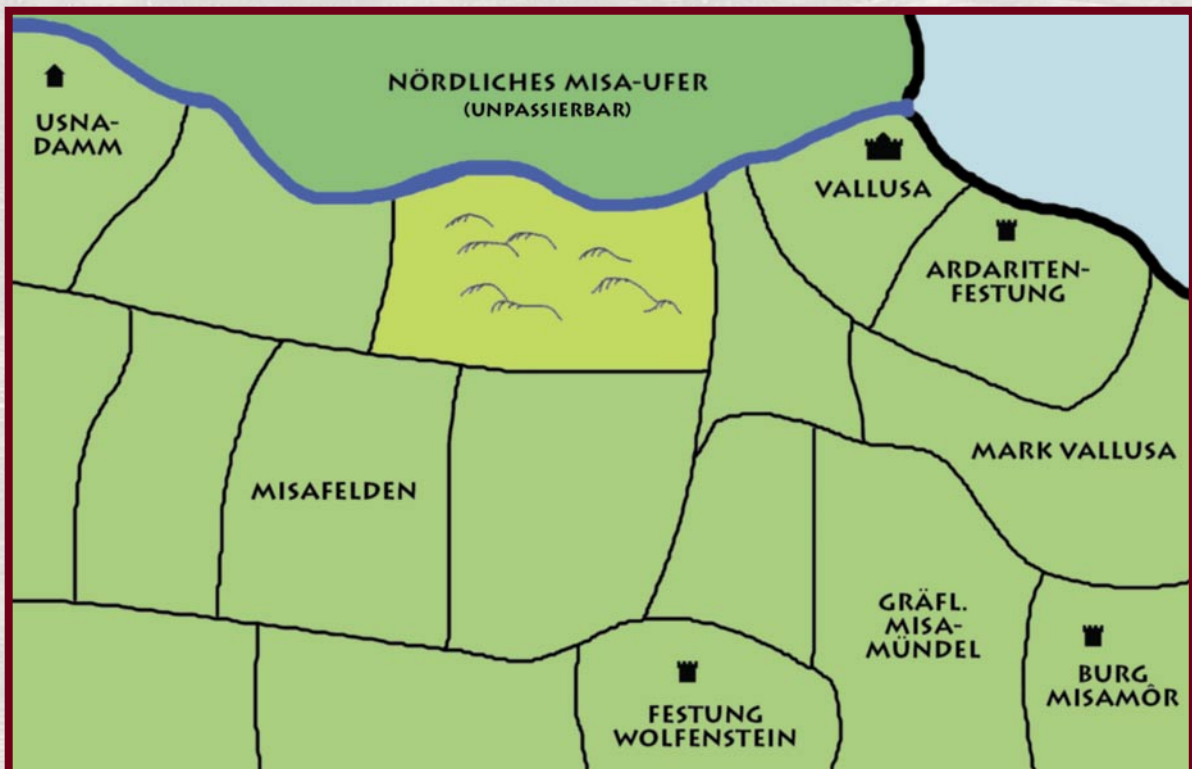 NÖRDLICHES MISA-UFER
(UNPASSIERBAR)
USNA-
DAMM
VALLUSA
ARDARITEN-
FESTUNG
MARK VALLUSA
MISAFELDEN
GRÄFL.
MISA-
MÜNDEL
BURG
MISAMÔR
FESTUNG
WOLFENSTEIN